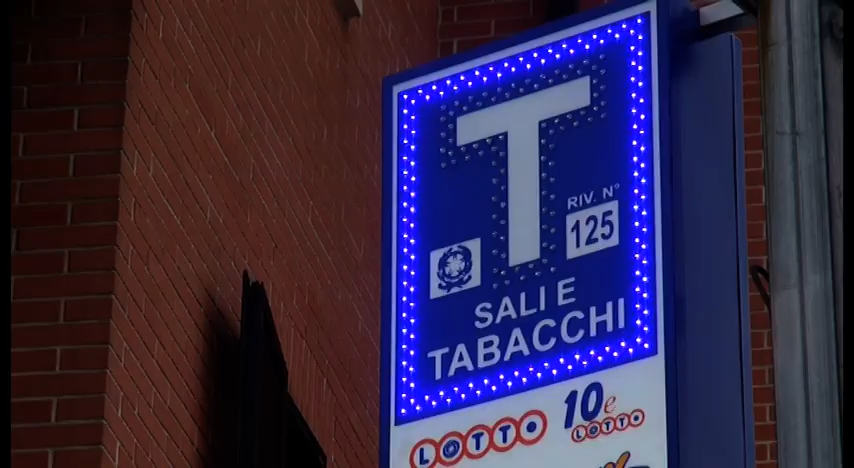 T
RIV. N°
125
SALI E
TABACCHI
10e
LOTTO
LOTTO